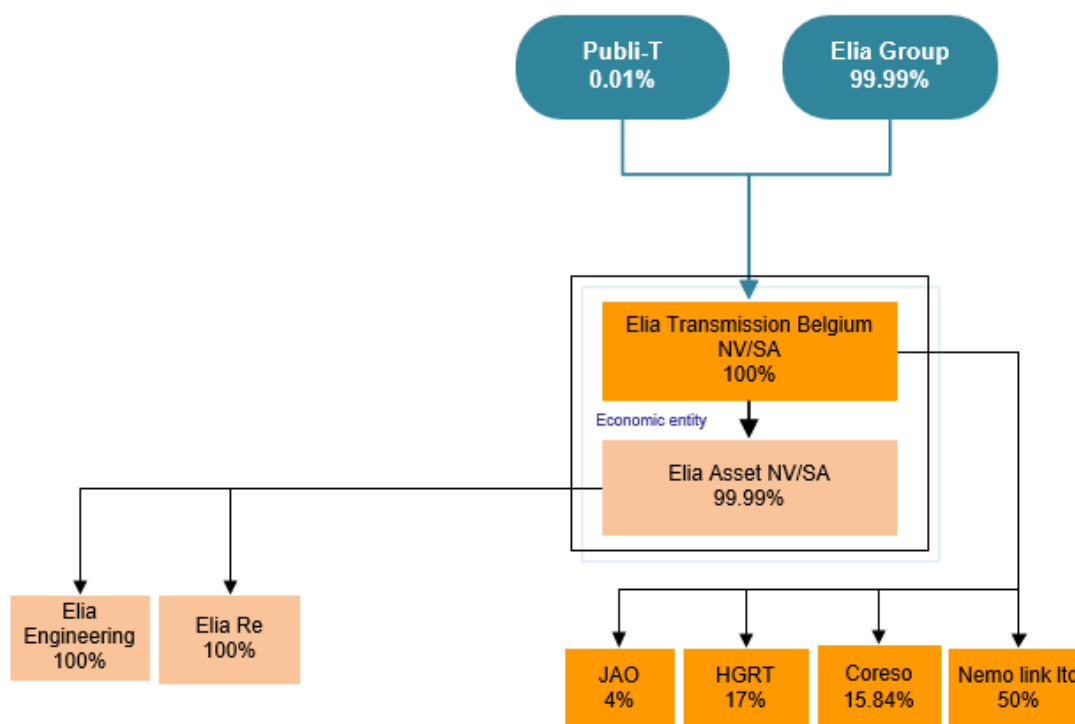 Publi-T
0.01%
Elia Group
99.99%
Elia Transmission Belgium
NV/SA
100%
Economic entity
Elia Asset NV/SA
99.99%
Elia
Engineering
100%
Elia Re
100%
JAO
4%
HGRT
17%
Coreso
15.84%
Nemo link ltd
50%